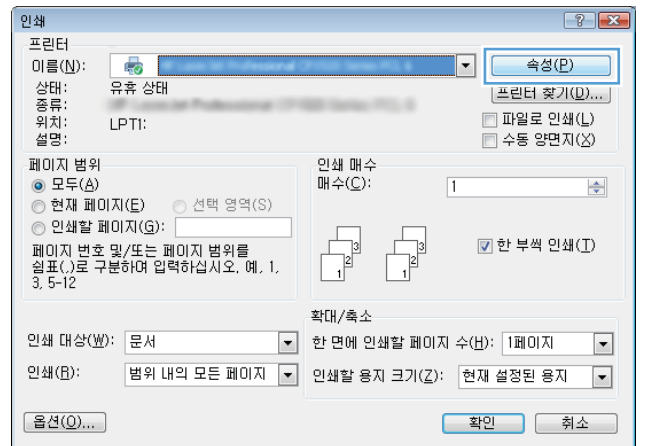 인쇄
프린터
이름(N):
속성(P)
상태: 유휴 상태
프린터 찾기(D)...
종류:
위치: LPT1:
파일로 인쇄(L)
설명:
수동 양면지(X)
페이지 범위
모두(A)
현재 페이지(E) 선택 영역(S)
인쇄할 페이지(G):
페이지 번호 및/또는 페이지 범위를
쉼표(,)로 구분하여 입력하십시오. 예, 1,
3, 5-12
인쇄 매수
매수(C): 1
3 3
2 2
1 1
한 부씩 인쇄(T)
인쇄 대상(W): 문서
인쇄(R): 범위 내의 모든 페이지
확대/축소
한 면에 인쇄할 페이지 수(H): 1페이지
인쇄할 용지 크기(Z): 현재 설정된 용지
옵션(O)...
확인 취소